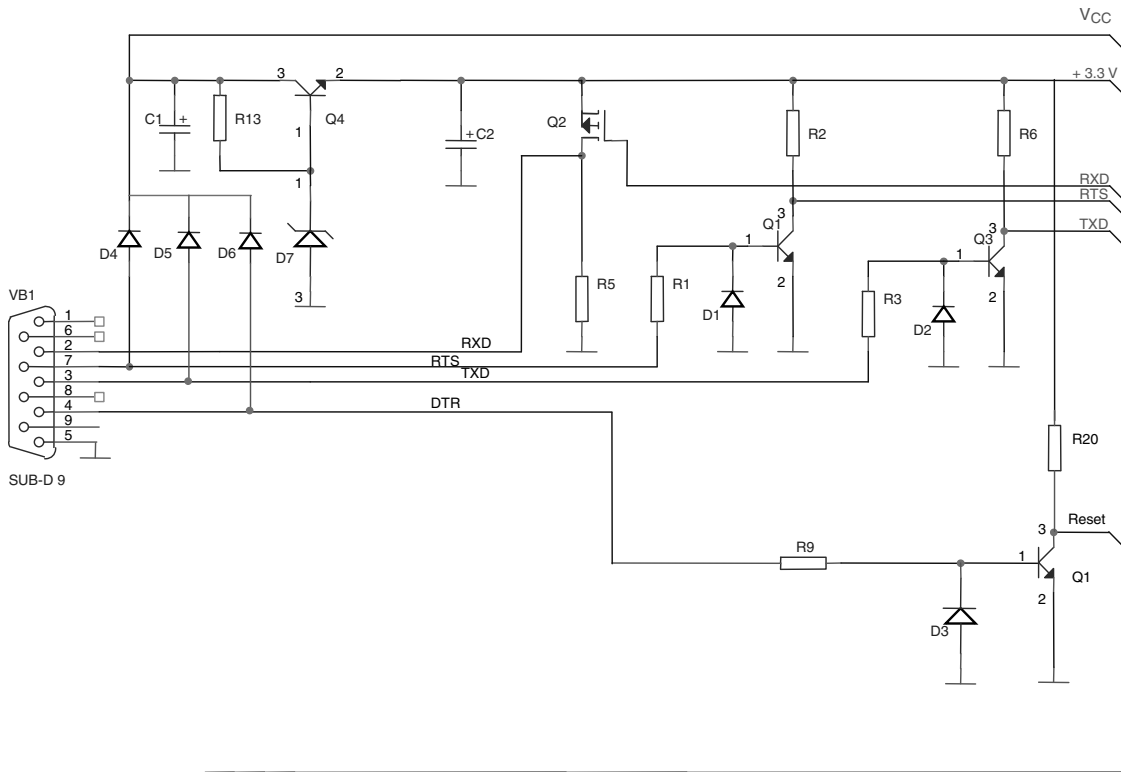 VCC
+ 3.3 V
3
2
C1
+
R13
1
Q4
+
C2
Q2
R2
R6
1
RXD
RTS
3
Q1
TXD
3
Q3
D4
D5
D6
D7
1
1
2
R5
R1
D1
2
R3
D2
3
VB1
1
6
2
7
3
8
4
9
5
SUB-D 9
RXD
RTS
TXD
DTR
R20
3
Reset
R9
1
Q1
2
D3